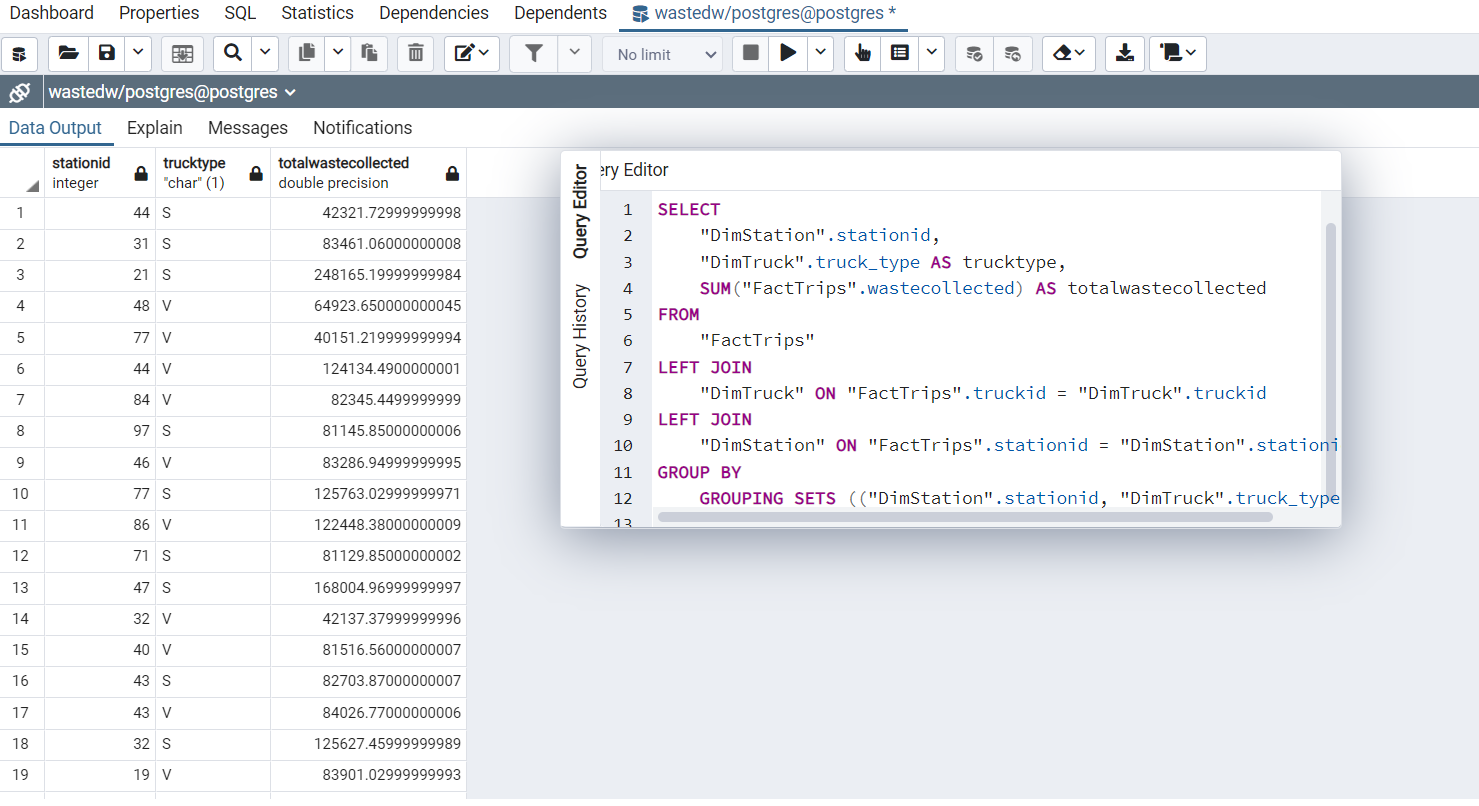 Dashboard Properties SQL Statistics Dependencies Dependents wastedw/postgres@postgres *
No limit
wastedw/postgres@postgres
Data Output Explain Messages Notifications
stationid integer trucktype "char" (1) totalwastecollected double precision
1 44 S 42321.72999999998
2 31 S 83461.06000000008
3 21 S 248165.19999999984
4 48 V 64923.650000000045
5 77 V 40151.219999999994
6 44 V 124134.4900000001
7 84 V 82345.4499999999
8 97 S 81145.85000000006
9 46 V 83286.94999999995
10 77 S 125763.02999999971
11 86 V 122448.38000000009
12 71 S 81129.85000000002
13 47 S 168004.96999999997
14 32 V 42137.37999999996
15 40 V 81516.56000000007
16 43 S 82703.87000000007
17 43 V 84026.77000000006
18 32 S 125627.45999999989
19 19 V 83901.02999999993
Query Editor
Query History
ery Editor
1 SELECT
2 "DimStation".stationid,
3 "DimTruck".truck_type AS trucktype,
4 SUM("FactTrips".wastecollected) AS totalwastecollected
5 FROM
6 "FactTrips"
7 LEFT JOIN
8 "DimTruck" ON "FactTrips".truckid = "DimTruck".truckid
9 LEFT JOIN
10 "DimStation" ON "FactTrips".stationid = "DimStation".stationi
11 GROUP BY
12 GROUPING SETS (("DimStation".stationid, "DimTruck".truck_type
13